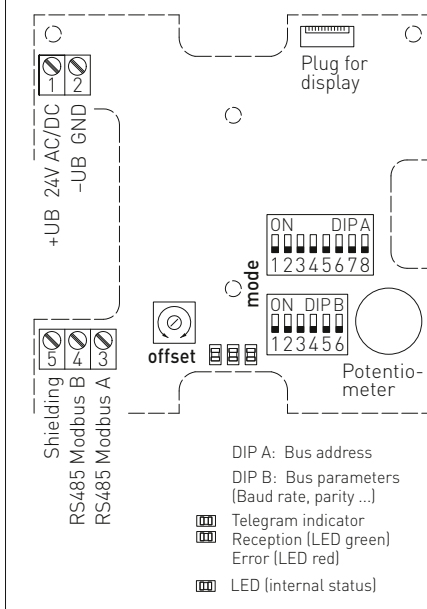 Plug for
display
1 2
+UB 24V AC/DC
–UB GND
ON DIP A
12345678
mode
ON DIP B
123456
offset
Potentio-
meter
5 4 3
Shielding
RS485 Modbus B
RS485 Modbus A
DIP A: Bus address
DIP B: Bus parameters
(Baud rate, parity ...)
Telegram indicator
Reception (LED green)
Error (LED red)
LED (internal status)